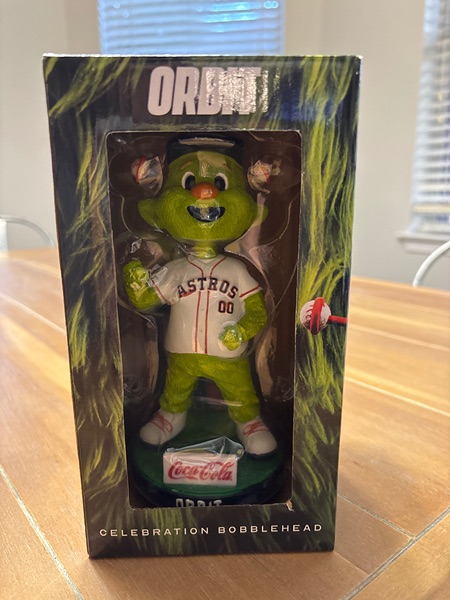 ORBIT
ASTROS
00
Coca-Cola
ORBIT
CELEBRATION BOBBLEHEAD